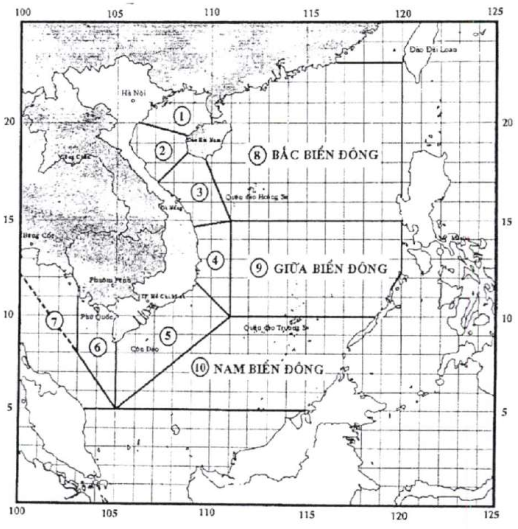 100 105 110 115 120 125
Đảo Đài Loan
Hà Nội
1
20 20
2
8 BẮC BIỂN ĐÔNG
3
Quần đảo Hoàng Sa
Đà Nẵng
15 15
4
9 GIỮA BIỂN ĐÔNG
Phnôm Pênh
TP. Hồ Chí Minh
10 10
7
Phú Quốc
5
Quần đảo Trường Sa
6
Côn Đảo
10 NAM BIỂN ĐÔNG
5 5
100 105 110 115 120 125